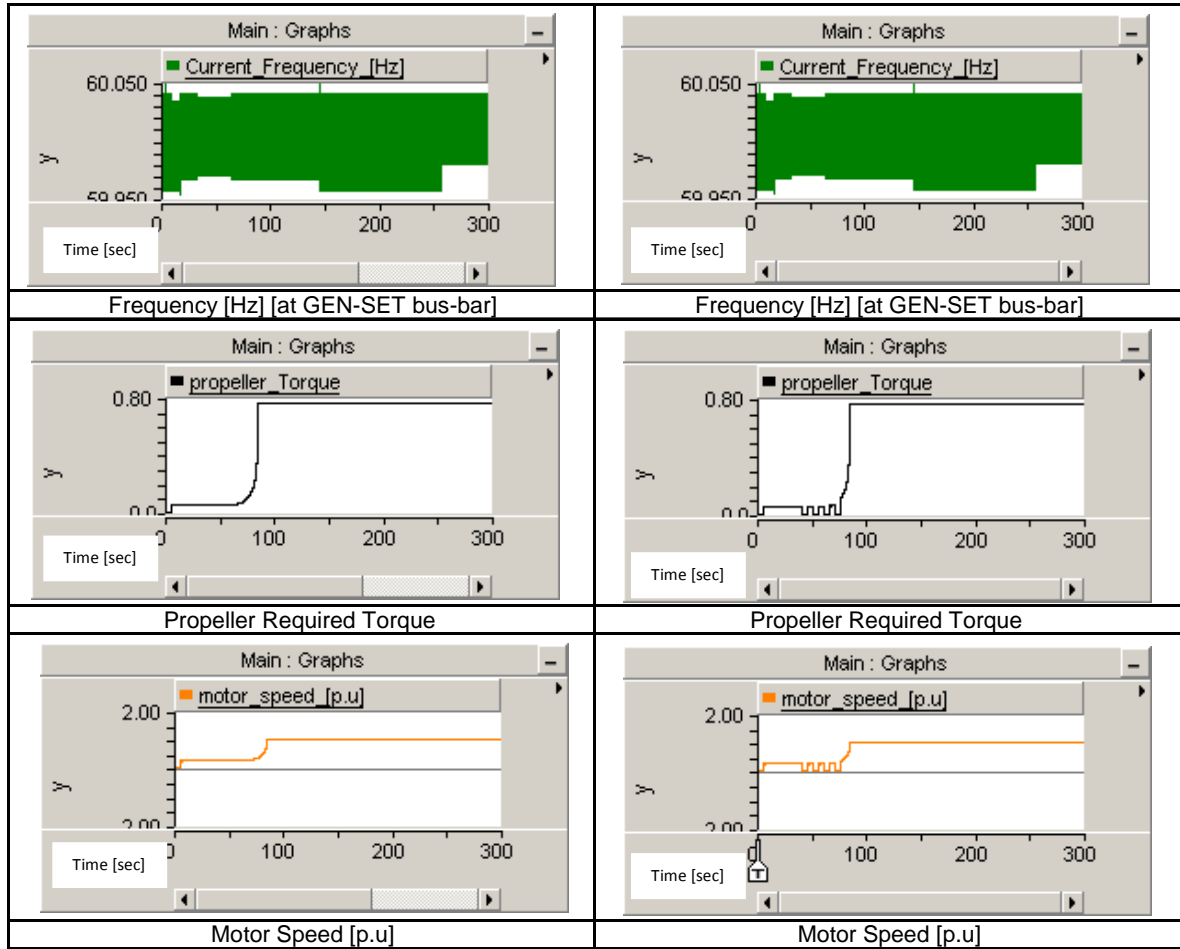 Main : Graphs
Current_Frequency_[Hz]
60.050
y
59.950
0 100 200 300
Time [sec]
Frequency [Hz] [at GEN-SET bus-bar]
Main : Graphs
Current_Frequency_[Hz]
60.050
y
59.950
0 100 200 300
Time [sec]
Frequency [Hz] [at GEN-SET bus-bar]
Main : Graphs
propeller_Torque
0.80
y
0.0
0 100 200 300
Time [sec]
Propeller Required Torque
Main : Graphs
propeller_Torque
0.80
y
0.0
0 100 200 300
Time [sec]
Propeller Required Torque
Main : Graphs
motor_speed_[p.u]
2.00
y
2.00
0 100 200 300
Time [sec]
Motor Speed [p.u]
Main : Graphs
motor_speed_[p.u]
2.00
y
2.00
0 100 200 300
Time [sec]
T
Motor Speed [p.u]